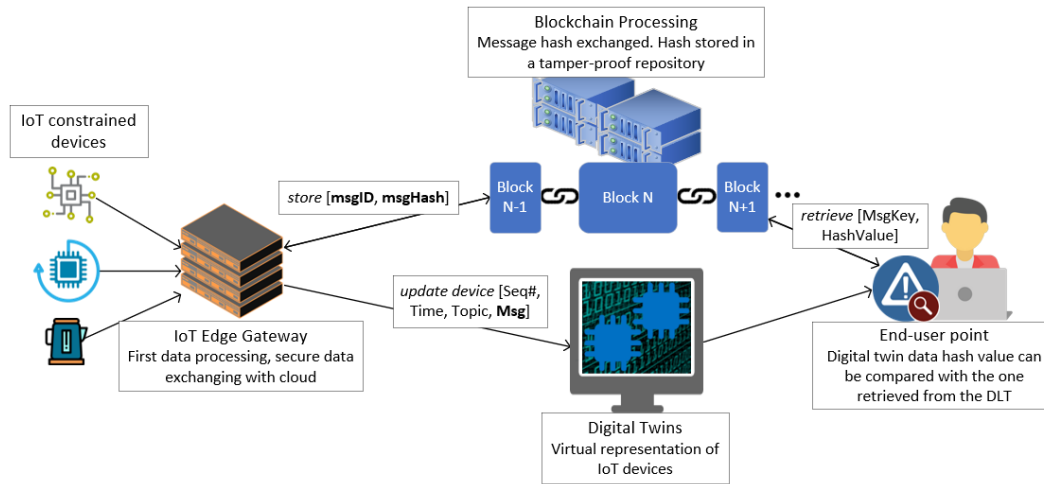 Blockchain Processing
Message hash exchanged. Hash stored in
a tamper-proof repository
IoT constrained
devices
store [msgID, msgHash]
Block
N-1
Block N
Block
N+1
...
retrieve [MsgKey,
HashValue]
update device [Seq#,
Time, Topic, Msg]
IoT Edge Gateway
First data processing, secure data
exchanging with cloud
End-user point
Digital twin data hash value can
be compared with the one
retrieved from the DLT
Digital Twins
Virtual representation of
IoT devices